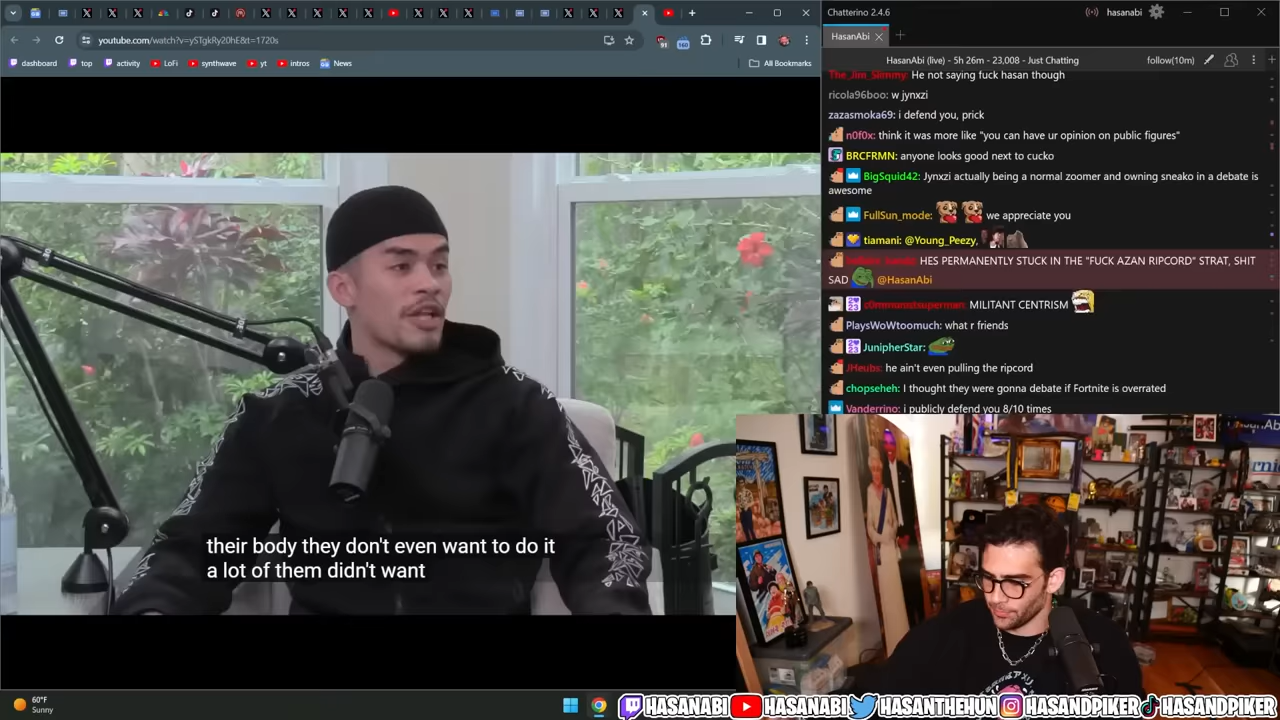 youtube.com/watch?v=ySTgkRy20hE&t=1720s
91
160
dashboard
top
activity
LoFi
synthwave
yt
intros
News
All Bookmarks
their body they don't even want to do it
a lot of them didn't want
60°F
Sunny
Chatterino 2.4.6
hasanabi
HasanAbi
HasanAbi (live) - 5h 26m - 23,008 - Just Chatting
follow(10m)
The_Jim_Slimmy: He not saying fuck hasan though
ricola96boo: w jynxzi
zazasmoka69: i defend you, prick
n0f0x: think it was more like "you can have ur opinion on public figures"
BRCFRMN: anyone looks good next to cucko
BigSquid42: Jynxzi actually being a normal zoomer and owning sneako in a debate is
awesome
FullSun_mode: we appreciate you
tiamani: @Young_Peezy,
HES PERMANENTLY STUCK IN THE "FUCK AZAN RIPCORD" STRAT, SHIT
SAD @HasanAbi
c0mmunistsuperman: MILITANT CENTRISM
PlaysWoWtoomuch: what r friends
JunipherStar:
JHeubs: he ain't even pulling the ripcord
chopseheh: I thought they were gonna debate if Fortnite is overrated
Vanderrino: i publicly defend you 8/10 times
HASANABI HASANABI HASANTHEHUN HASANDPIKER HASANDPIKER